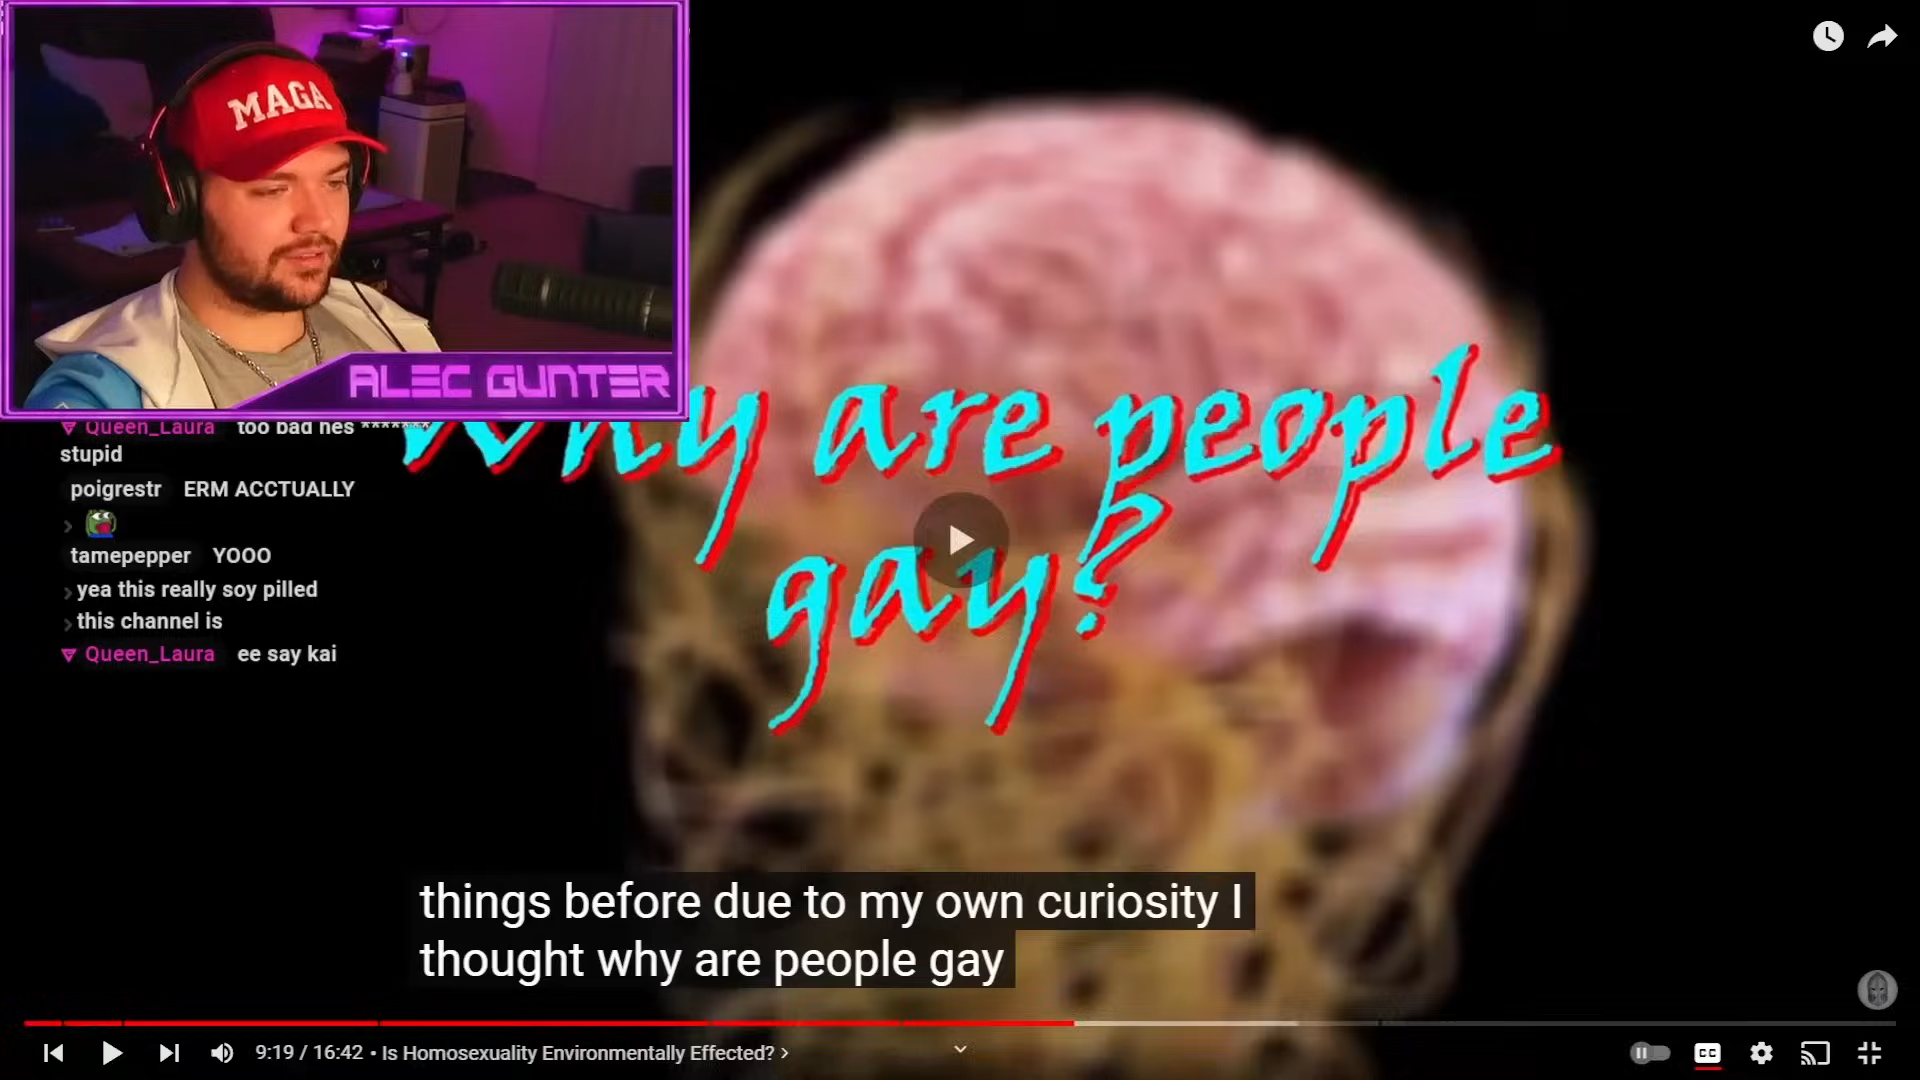 MAGA
ALEC GUNTER
Why are people
gay?
Queen_Laura too bad hes *******
stupid
poigrestr ERM ACCTUALLY
tamepepper YOOO
yea this really soy pilled
this channel is
Queen_Laura ee say kai
things before due to my own curiosity I
thought why are people gay
9:19 / 16:42 • Is Homosexuality Environmentally Effected? ›
CC